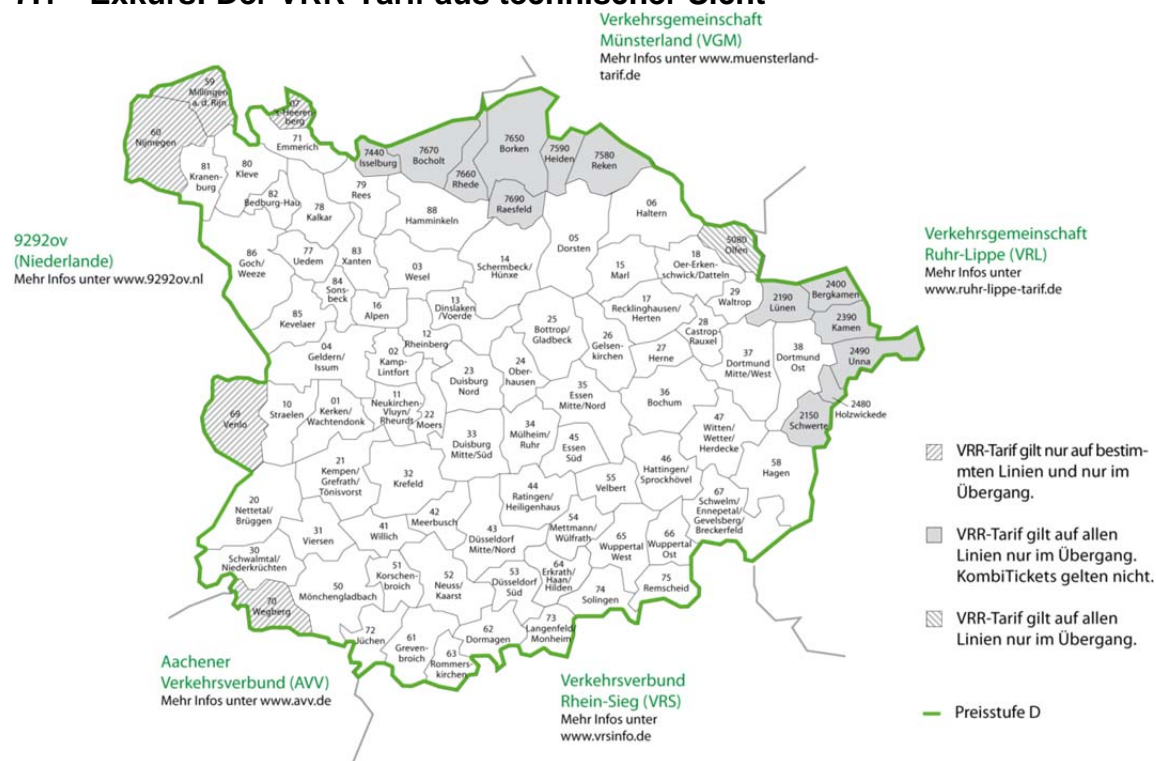 7.1 Exkurs: Der VRR-Tarif aus technischer Sicht
Verkehrsgemeinschaft
Münsterland (VGM)
Mehr Infos unter www.muensterland-
tarif.de
59
Millingen
a. d. Rijn
07
s-Heeren-
berg
60
Nijmegen
71
Emmerich
7440
Isselburg
7670
Bocholt
7650
Borken
7590
Heiden
7580
Reken
7660
Rhede
7690
Raesfeld
81
Kranen-
burg
80
Kleve
82
Bedburg-Hau
79
Rees
78
Kalkar
88
Hamminkeln
06
Haltern
05
Dorsten
5080
Olfen
9292ov
(Niederlande)
Mehr Infos unter www.9292ov.nl
Verkehrsgemeinschaft
Ruhr-Lippe (VRL)
Mehr Infos unter
www.ruhr-lippe-tarif.de
86
Goch/
Weeze
77
Uedem
83
Xanten
03
Wesel
14
Schermbeck/
Hünxe
15
Marl
18
Oer-Erken-
schwick/Datteln
84
Sons-
beck
16
Alpen
13
Dinslaken
/Voerde
17
Recklinghausen/
Herten
29
Waltrop
2190
Lünen
2400
Bergkamen
2390
Kamen
85
Kevelaer
25
Bottrop/
Gladbeck
28
Castrop-
Rauxel
04
Geldern/
Issum
02
Kamp-
Lintfort
12
Rheinberg
26
Gelsen-
kirchen
27
Herne
37
Dortmund
Mitte/West
38
Dortmund
Ost
2490
Unna
23
Duisburg
Nord
24
Ober-
hausen
35
Essen
Mitte/Nord
36
Bochum
2480
Holzwickede
2150
Schwerte
69
Venlo
10
Straelen
01
Kerken/
Wachtendonk
11
Neukirchen-
Vluyn/
Rheurdt
22
Moers
33
Duisburg
Mitte/Süd
34
Mülheim/
Ruhr
45
Essen
Süd
47
Witten/
Wetter/
Herdecke
58
Hagen
21
Kempen/
Grefrath/
Tönisvorst
32
Krefeld
44
Ratingen/
Heiligenhaus
55
Velbert
46
Hattingen/
Sprockhövel
67
Schwelm/
Ennepetal/
Gevelsberg/
Breckerfeld
20
Nettetal/
Brüggen
31
Viersen
41
Willich
42
Meerbusch
43
Düsseldorf
Mitte/Nord
54
Mettmann/
Wülfrath
65
Wuppertal
West
66
Wuppertal
Ost
30
Schwalmtal/
Niederkrüchten
50
Mönchengladbach
51
Korschen-
broich
52
Neuss/
Kaarst
53
Düsseldorf
Süd
64
Erkrath/
Haan/
Hilden
74
Solingen
75
Remscheid
70
Wegberg
72
Jüchen
61
Greven-
broich
63
Rommers-
kirchen
62
Dormagen
73
Langenfeld/
Monheim
VRR-Tarif gilt nur auf bestim-
mten Linien und nur im
Übergang.
VRR-Tarif gilt auf allen
Linien nur im Übergang.
KombiTickets gelten nicht.
VRR-Tarif gilt auf allen
Linien nur im Übergang.
Preisstufe D
Aachener
Verkehrsverbund (AVV)
Mehr Infos unter www.avv.de
Verkehrsverbund
Rhein-Sieg (VRS)
Mehr Infos unter
www.vrsinfo.de